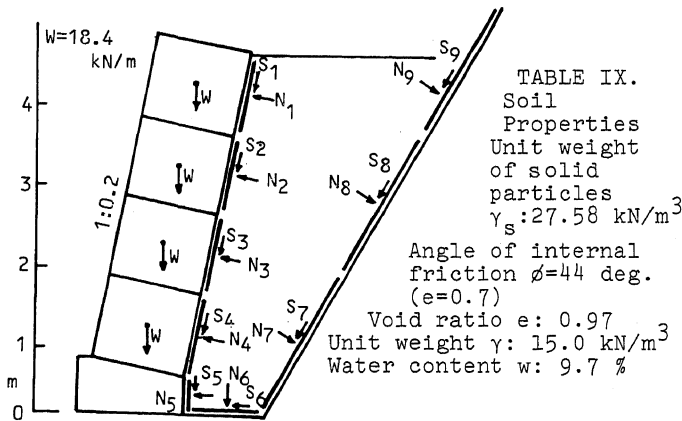 W=18.4
kN/m
4
3
2
1
m
0
1:0.2
W
W
W
W
S1
N1
S2
N2
S3
N3
S4
N4
S5
N5
N6
S6
S7
N7
S8
N8
S9
N9
TABLE IX.
Soil
Properties
Unit weight
of solid
particles
γs:27.58 kN/m³
Angle of internal
friction ø=44 deg.
(e=0.7)
Void ratio e: 0.97
Unit weight γ: 15.0 kN/m³
Water content w: 9.7 %